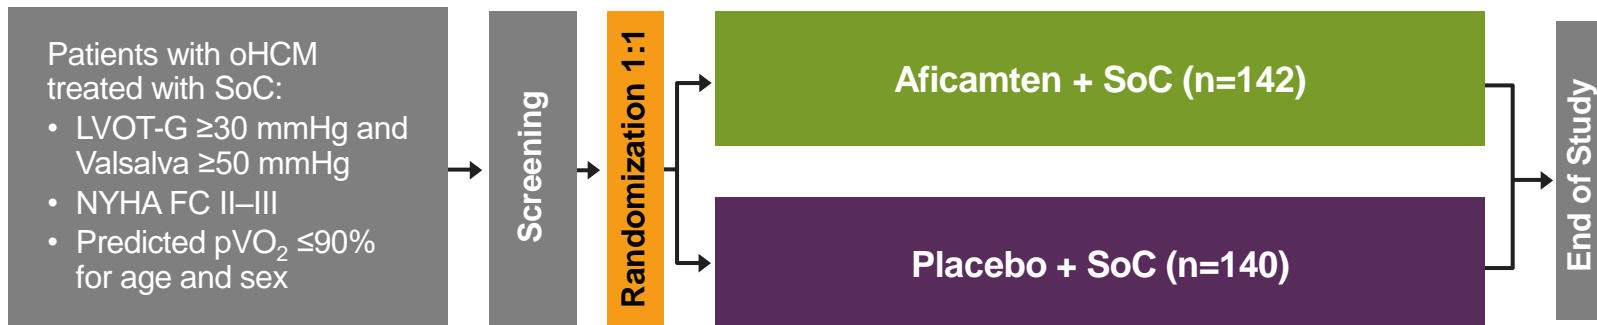 Patients with oHCM
treated with SoC:
• LVOT-G ≥30 mmHg and
Valsalva ≥50 mmHg
• NYHA FC II–III
• Predicted pVO₂ ≤90%
for age and sex
Screening
Randomization 1:1
Aficamten + SoC (n=142)
Placebo + SoC (n=140)
End of Study